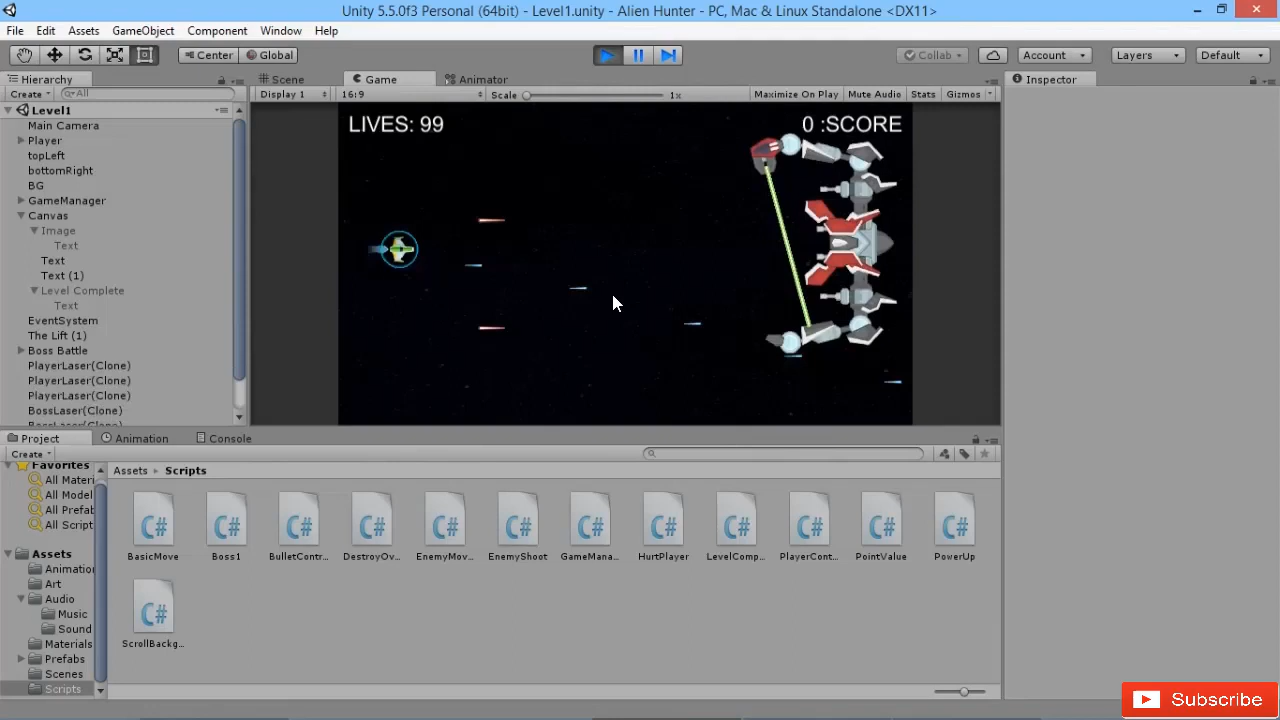 Unity 5.5.0f3 Personal (64bit) - Level1.unity - Alien Hunter - PC, Mac & Linux Standalone <DX11>
File Edit Assets GameObject Component Window Help
Center Global Collab Account Layers Default
Hierarchy Scene Game Animator Inspector
Create All Display 1 16:9 Scale 1x Maximize On Play Mute Audio Stats Gizmos
Level1
Main Camera
Player
topLeft
bottomRight
BG
GameManager
Canvas
Image
Text
Text
Text (1)
Level Complete
Text
EventSystem
The Lift (1)
Boss Battle
PlayerLaser(Clone)
PlayerLaser(Clone)
PlayerLaser(Clone)
BossLaser(Clone)
LIVES: 99 0 :SCORE
Project Animation Console
Create
Favorites
All Materi
All Model
All Prefab
All Script
Assets
Animation
Art
Audio
Music
Sound
Materials
Prefabs
Scenes
Scripts
Assets Scripts
C# C# C# C# C# C# C# C# C# C# C# C#
BasicMove Boss1 BulletContr... DestroyOv... EnemyMov... EnemyShoot GameMana... HurtPlayer LevelComp... PlayerCont... PointValue PowerUp
C#
ScrollBackg...
Subscribe